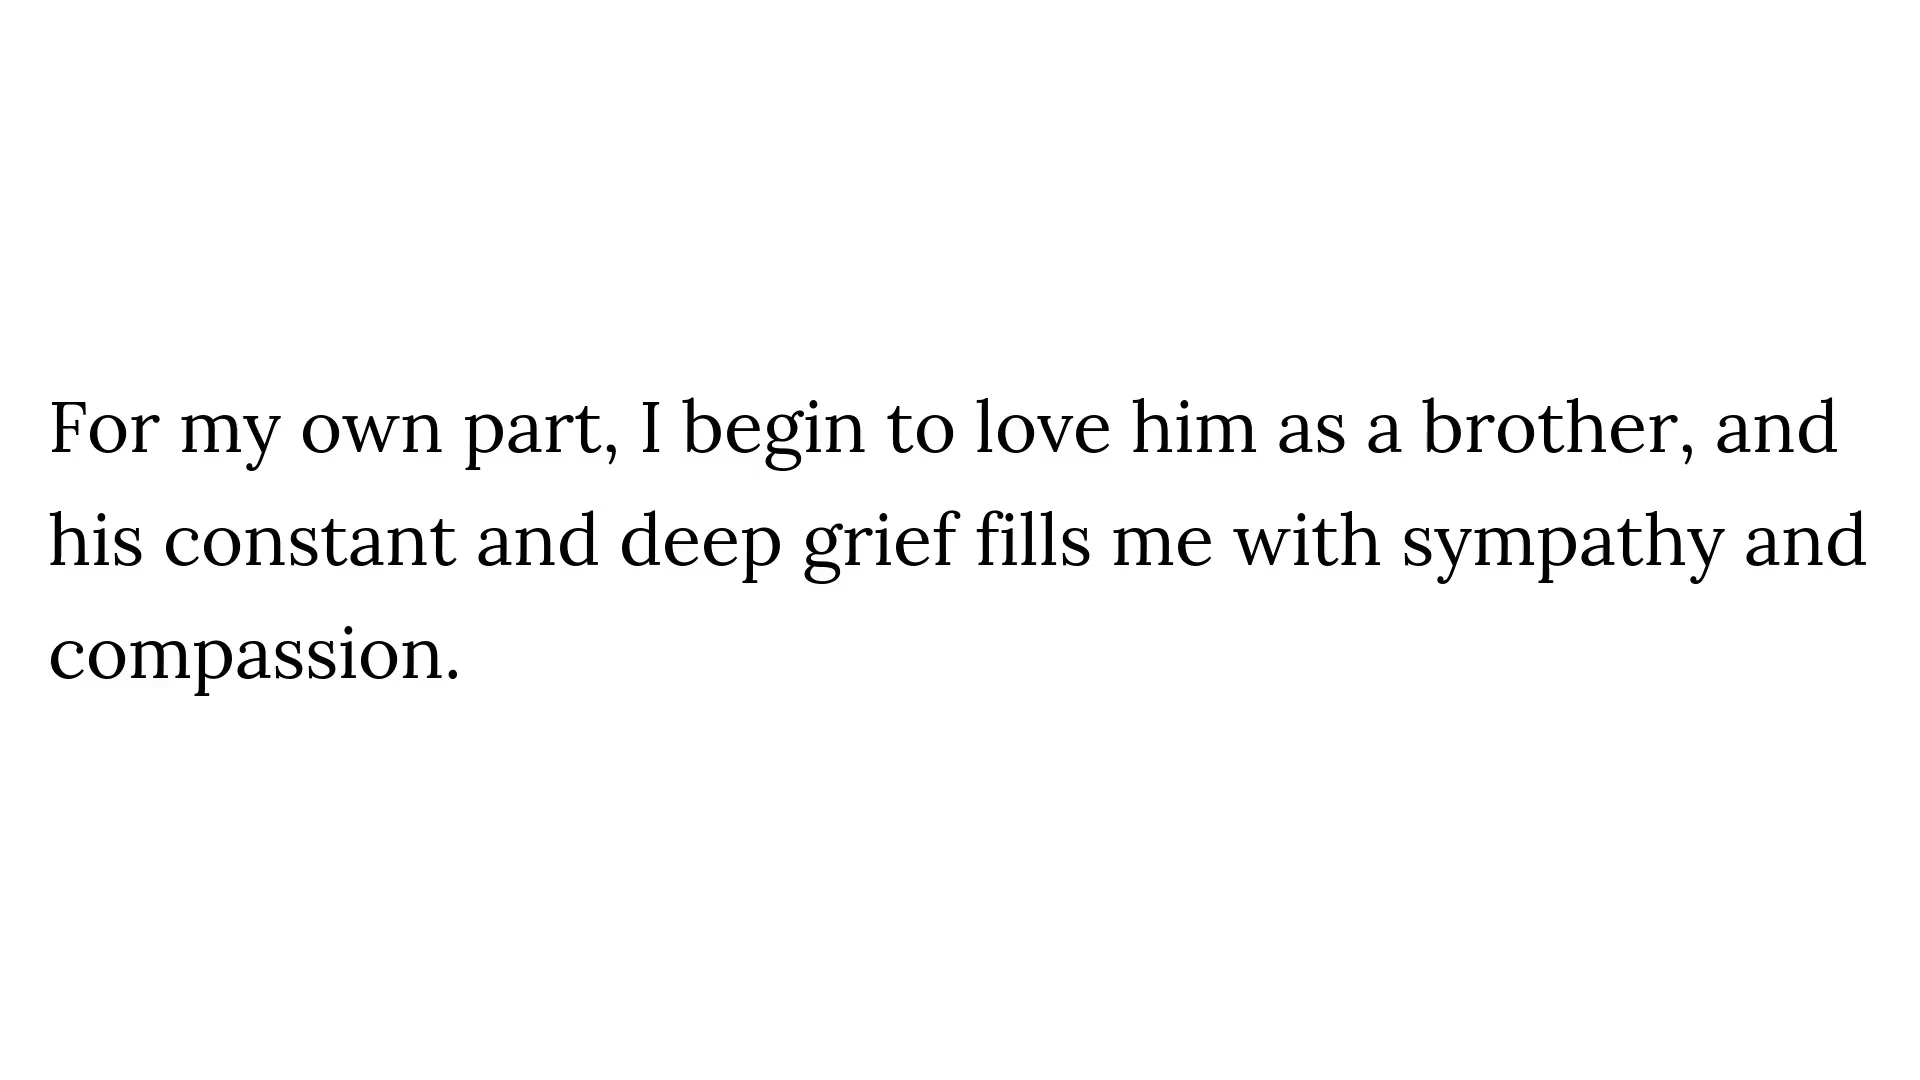 For my own part, I begin to love him as a brother, and
his constant and deep grief fills me with sympathy and
compassion.